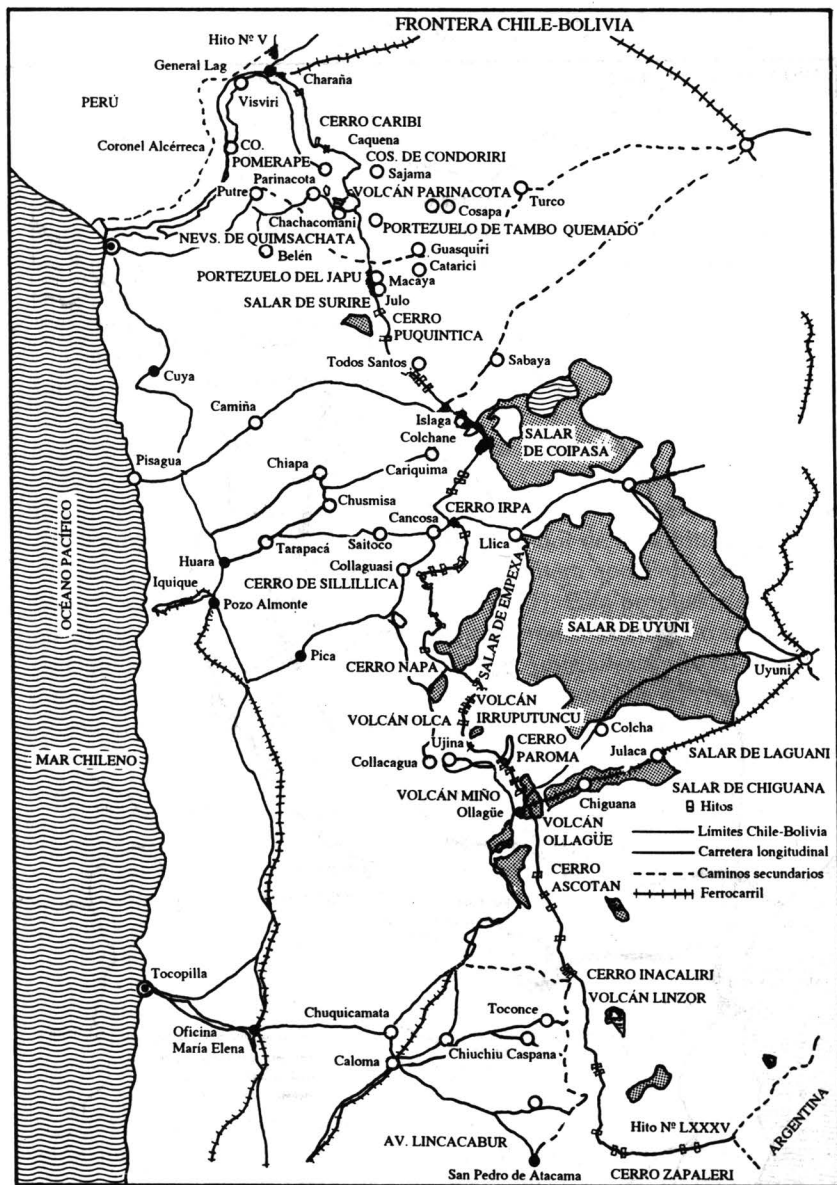 FRONTERA CHILE-BOLIVIA
Hito Nº V
General Lag
Charaña
Visviri
PERÚ
CERRO CARIBI
Caquena
Coronel Alcérreca
CO.
POMERAPE
COS. DE CONDORIRI
Sajama
Parinacota
Putre
VOLCÁN PARINACOTA
Turco
Cosapa
Chachacomani
PORTEZUELO DE TAMBO QUEMADO
NEVS. DE QUIMSACHATA
Belén
Guasquiri
Catarici
PORTEZUELO DEL JAPU
Macaya
SALAR DE SURIRE
Julo
CERRO
PUQUINTICA
Todos Santos
Sabaya
Cuya
Camiña
Islaga
Colchane
SALAR
DE COIPASA
Pisagua
Chiapa
Cariquima
Chusmisa
CERRO IRPA
Cancosa
Llica
Tarapacá
Saitoco
Huara
Collaguasi
CERRO DE SILLILLICA
Iquique
OCÉANO PACÍFICO
Pozo Almonte
SALAR DE EMPEXA
SALAR DE UYUNI
Pica
CERRO NAPA
Uyuni
VOLCÁN
IRRUPUTUNCU
VOLCÁN OLCA
Colcha
Ujina
CERRO
PAROMA
Julaca
SALAR DE LAGUANI
MAR CHILENO
Collacagua
VOLCÁN MIÑO
Ollagüe
Chiguana
SALAR DE CHIGUANA
Hitos
VOLCÁN
OLLAGÜE
Límites Chile-Bolivia
Carretera longitudinal
Caminos secundarios
Ferrocarril
CERRO
ASCOTAN
Tocopilla
CERRO INACALIRI
VOLCÁN LINZOR
Chuquicamata
Toconce
Oficina
María Elena
Caloma
Chiuchiu Caspana
Hito Nº LXXXV
ARGENTINA
AV. LINCACABUR
San Pedro de Atacama
CERRO ZAPALERI